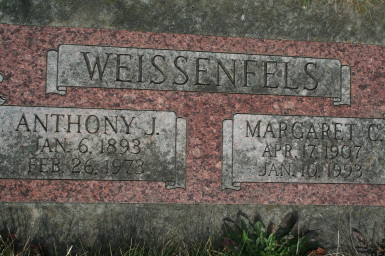 WEISSENFELS
ANTHONY J.
JAN. 6, 1893
FEB. 26, 1973
MARGARET C.
APR. 17, 1907
JAN. 10, 1993